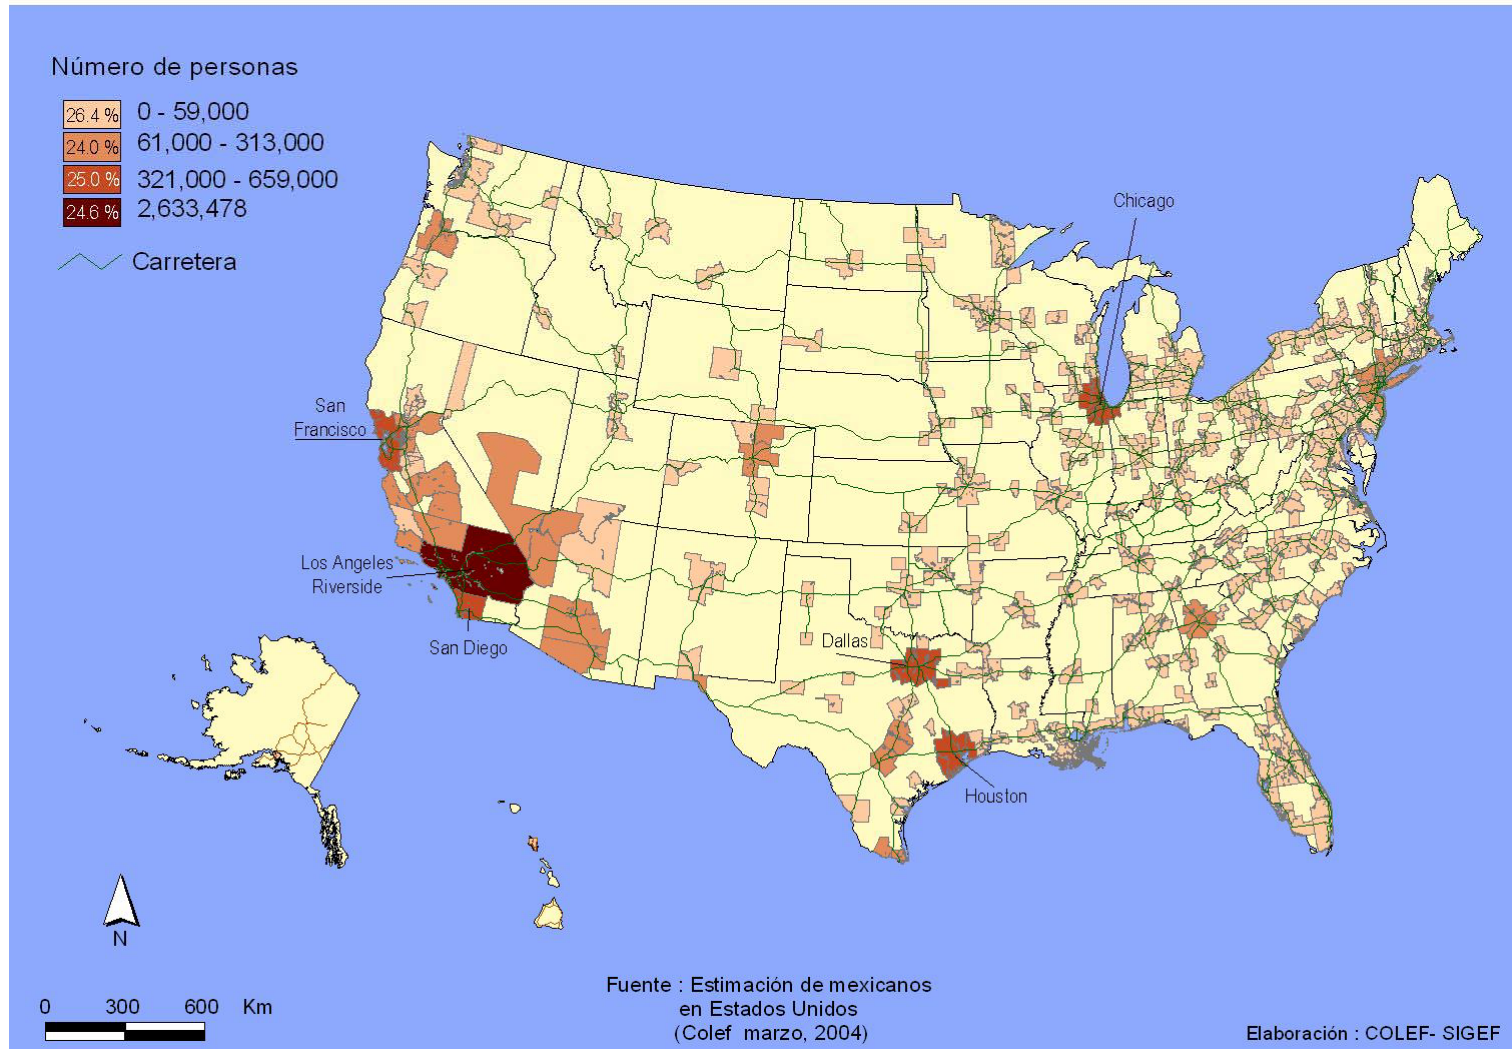 Número de personas
26.4 % 0 - 59,000
24.0 % 61,000 - 313,000
25.0 % 321,000 - 659,000
24.6 % 2,633,478
Carretera
Chicago
San
Francisco
Los Angeles
Riverside
San Diego
Dallas
Houston
N
0 300 600 Km
Fuente : Estimación de mexicanos
en Estados Unidos
(Colef marzo, 2004)
Elaboración : COLEF- SIGEF